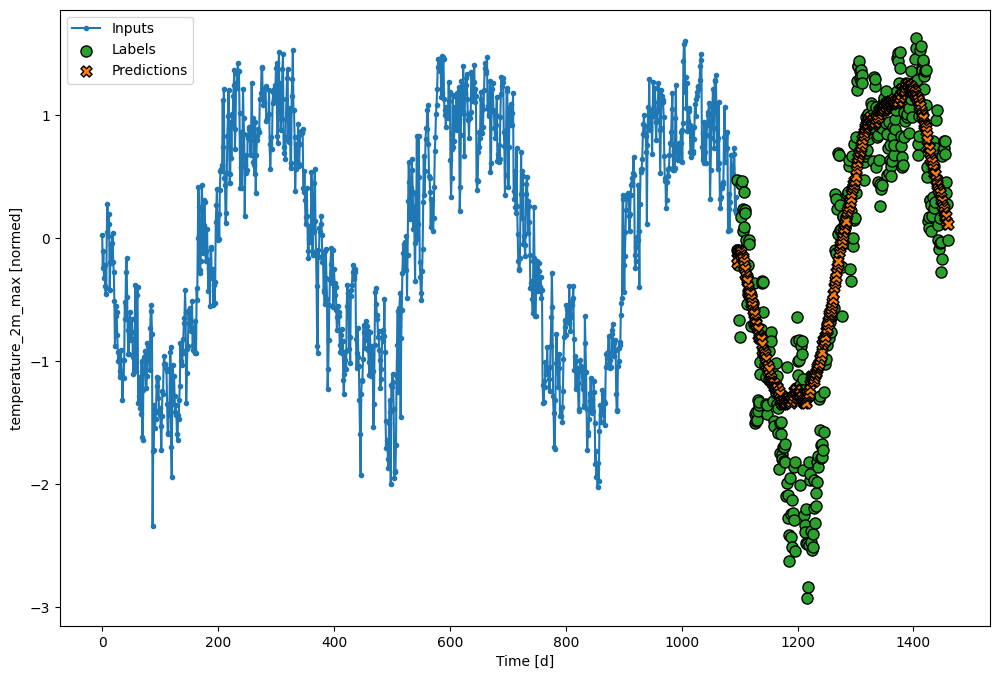 Inputs
Labels
Predictions
temperature_2m_max [normed]
1
0
−1
−2
−3
0 200 400 600 800 1000 1200 1400
Time [d]